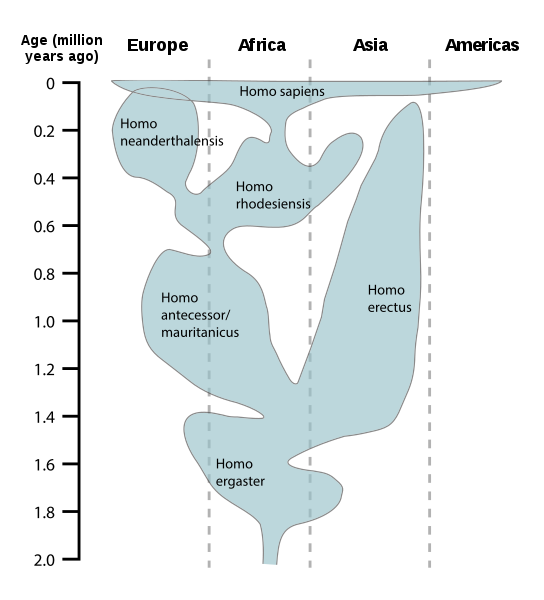 Age (million
years ago)
Europe
Africa
Asia
Americas
0
0.2
0.4
0.6
0.8
1.0
1.2
1.4
1.6
1.8
2.0
Homo sapiens
Homo
neanderthalensis
Homo
rhodesiensis
Homo
antecessor/
mauritanicus
Homo
erectus
Homo
ergaster